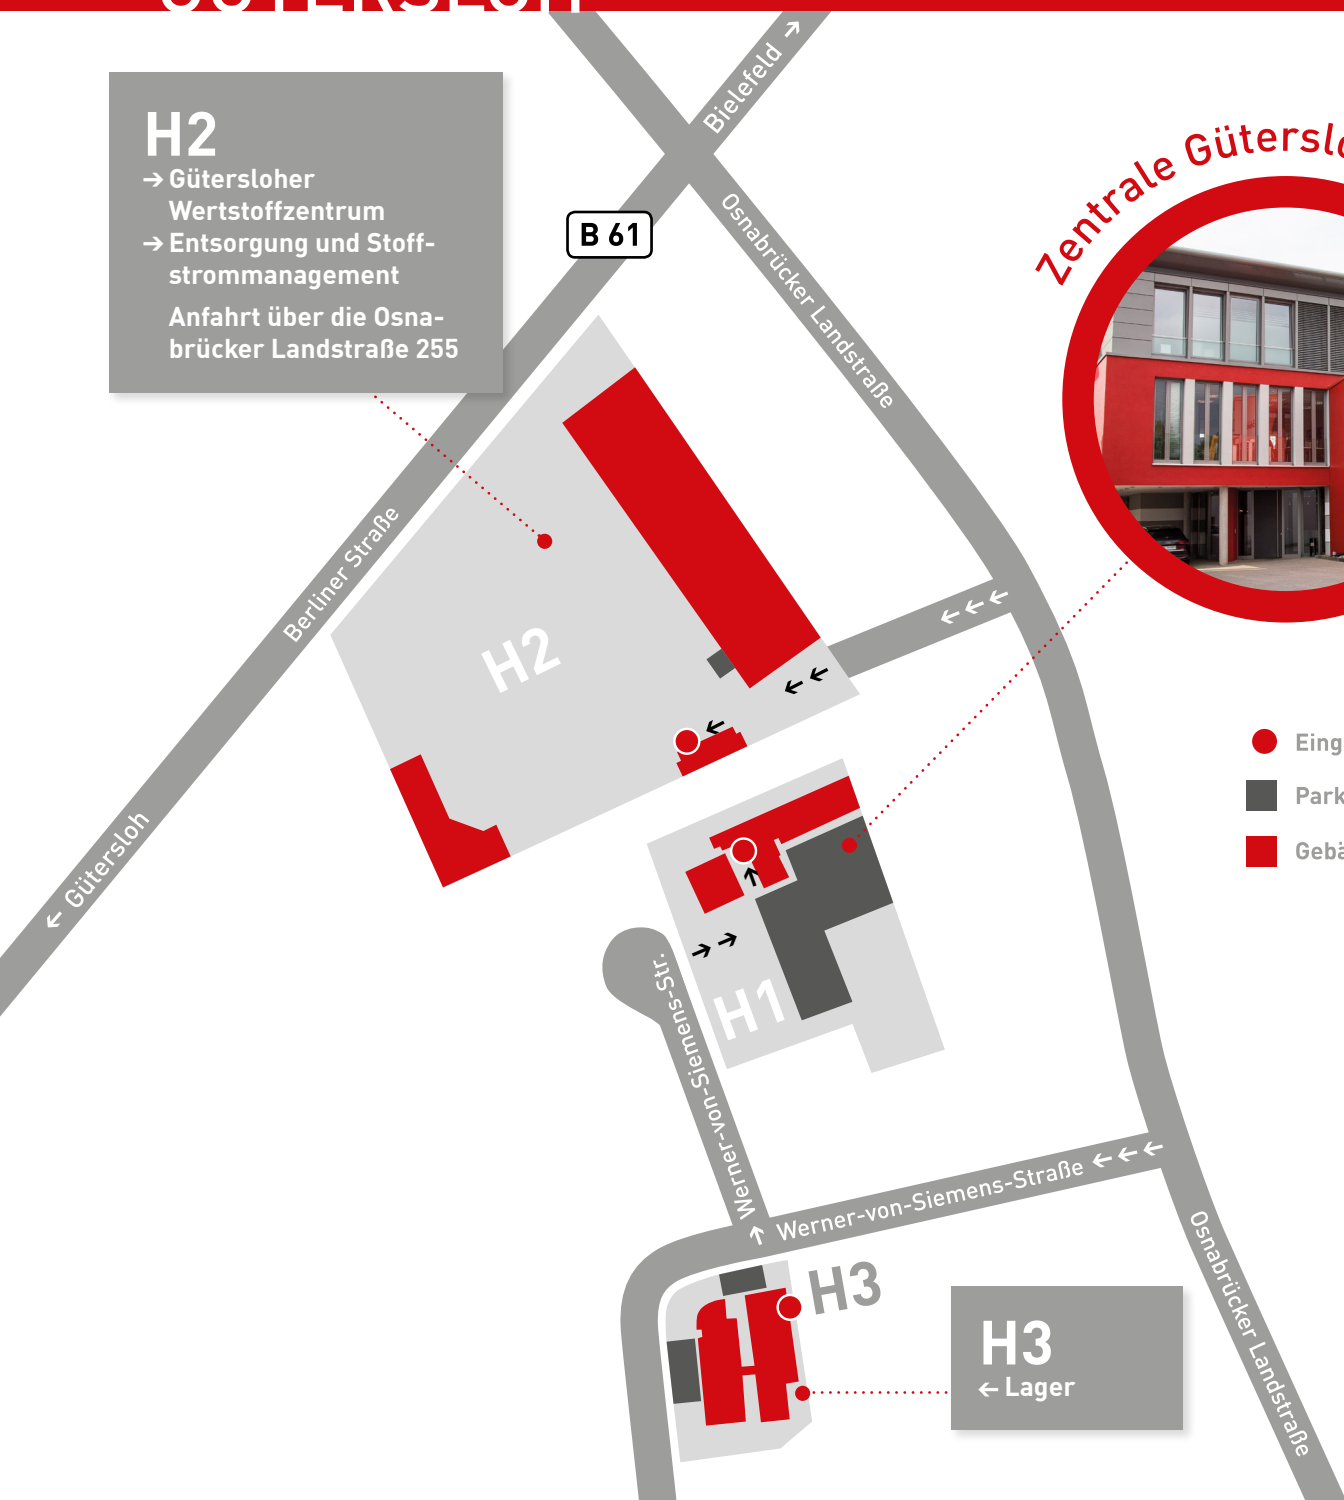 H2
→ Gütersloher
Wertstoffzentrum
→ Entsorgung und Stoff-
strommanagement
Anfahrt über die Osna-
brücker Landstraße 255
Bielefeld →
B 61
Osnabrücker Landstraße
Zentrale Gütersl
Berliner Straße
← Gütersloh
H2
Eing
Park
Gebä
H1
Werner-von-Siemens-Str.
Werner-von-Siemens-Straße
H3
Osnabrücker Landstraße
H3
← Lager